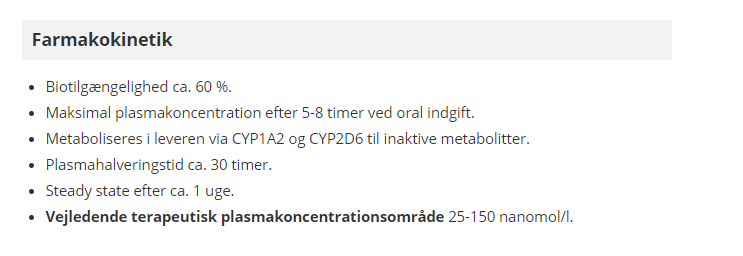 Farmakokinetik
• Biotilgængelighed ca. 60 %.
• Maksimal plasmakoncentration efter 5-8 timer ved oral indgift.
• Metaboliseres i leveren via CYP1A2 og CYP2D6 til inaktive metabolitter.
• Plasmahalveringstid ca. 30 timer.
• Steady state efter ca. 1 uge.
• Vejledende terapeutisk plasmakoncentrationsområde 25-150 nanomol/l.